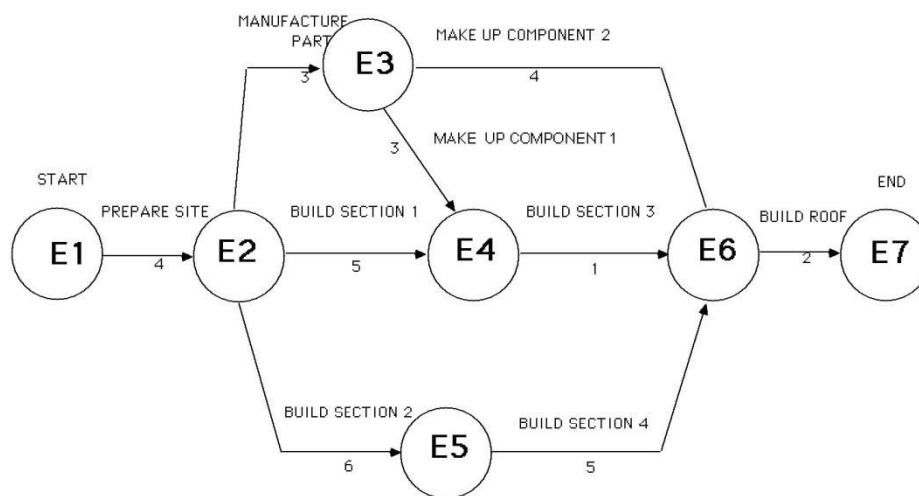 MANUFACTURE
PART
MAKE UP COMPONENT 2
3
E3
4
3
MAKE UP COMPONENT 1
START
END
PREPARE SITE
BUILD SECTION 1
BUILD SECTION 3
BUILD ROOF
E1
E2
E4
E6
E7
4
5
1
2
BUILD SECTION 2
BUILD SECTION 4
E5
6
5